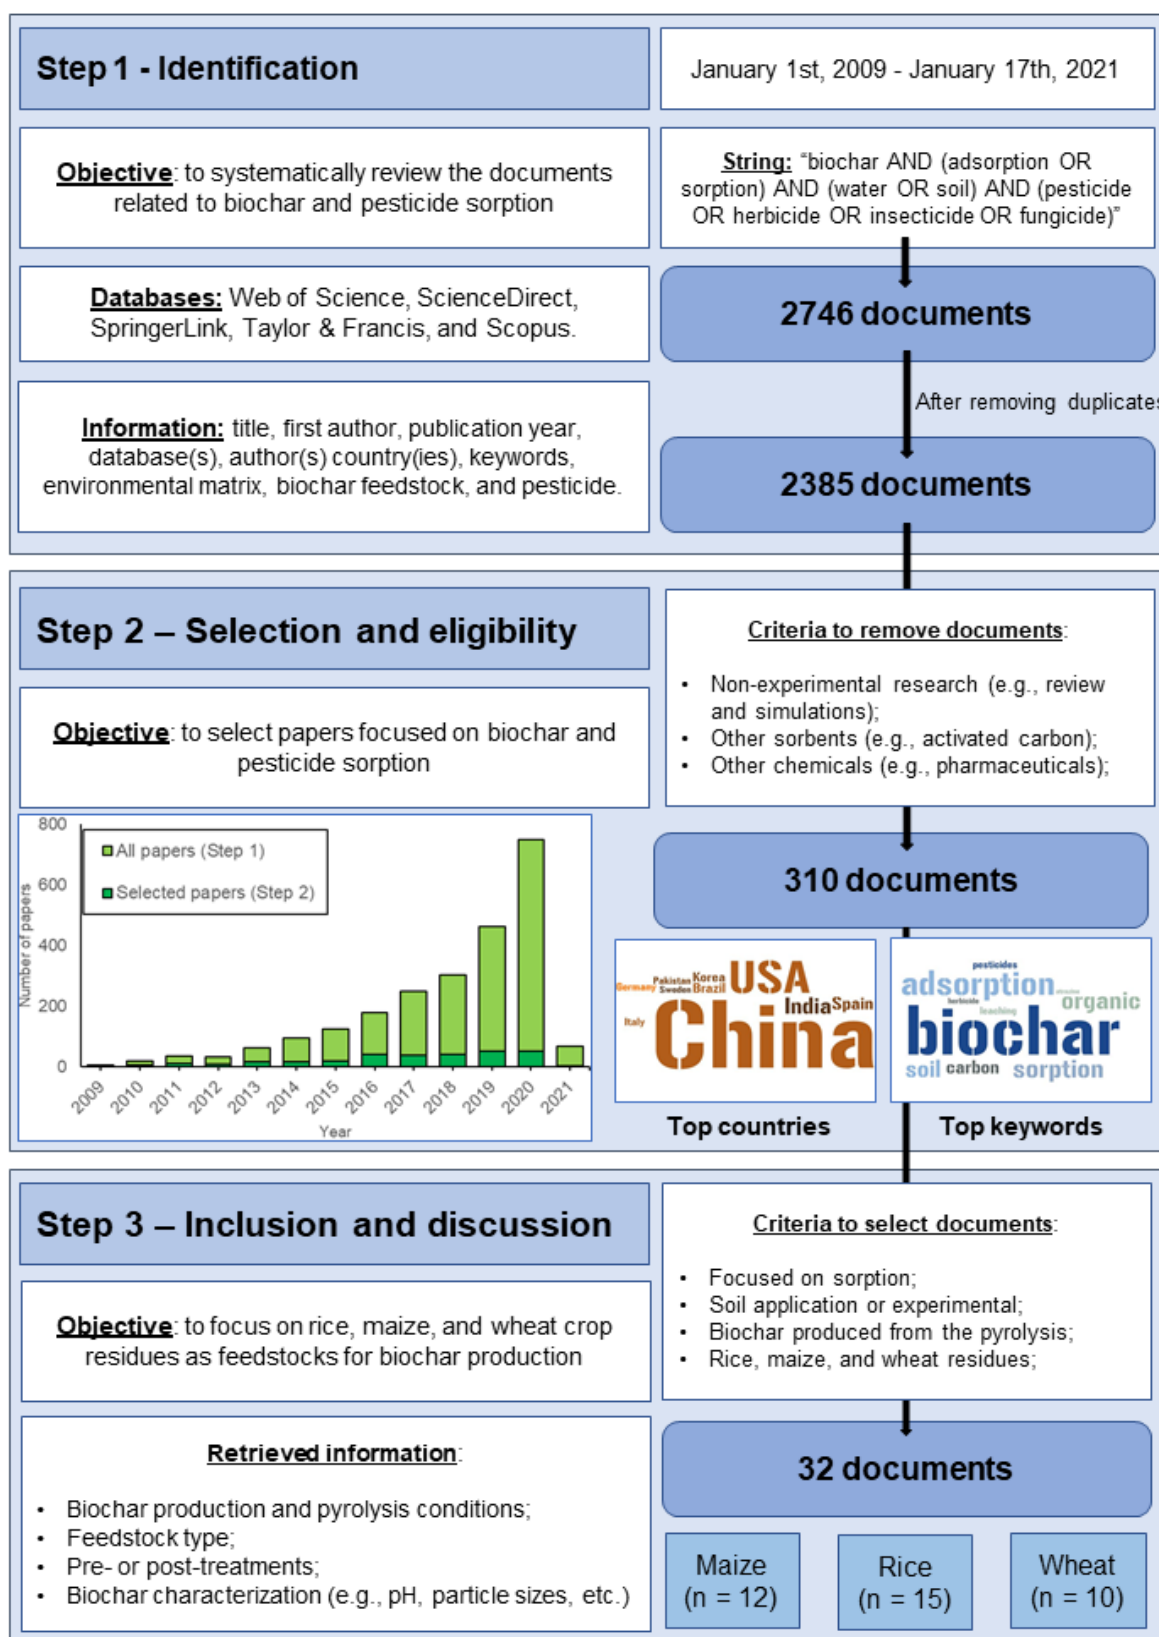 Step 1 - Identification
January 1st, 2009 - January 17th, 2021
Objective: to systematically review the documents
related to biochar and pesticide sorption
String: “biochar AND (adsorption OR
sorption) AND (water OR soil) AND (pesticide
OR herbicide OR insecticide OR fungicide)”
Databases: Web of Science, ScienceDirect,
SpringerLink, Taylor & Francis, and Scopus.
2746 documents
After removing duplicates
Information: title, first author, publication year,
database(s), author(s) country(ies), keywords,
environmental matrix, biochar feedstock, and pesticide.
2385 documents
Step 2 – Selection and eligibility
Criteria to remove documents:
• Non-experimental research (e.g., review
and simulations);
• Other sorbents (e.g., activated carbon);
• Other chemicals (e.g., pharmaceuticals);
Objective: to select papers focused on biochar and
pesticide sorption
310 documents
Number of papers
800
600
400
200
0
All papers (Step 1)
Selected papers (Step 2)
2009
2010
2011
2012
2013
2014
2015
2016
2017
2018
2019
2020
2021
Year
Germany
Pakistan
Sweden
Korea
Brazil
USA
India
Spain
Italy
China
Top countries
pesticides
adsorption
herbicide
leaching
organic
biochar
soil
carbon
sorption
Top keywords
Step 3 – Inclusion and discussion
Criteria to select documents:
• Focused on sorption;
• Soil application or experimental;
• Biochar produced from the pyrolysis;
• Rice, maize, and wheat residues;
Objective: to focus on rice, maize, and wheat crop
residues as feedstocks for biochar production
32 documents
Retrieved information:
• Biochar production and pyrolysis conditions;
• Feedstock type;
• Pre- or post-treatments;
• Biochar characterization (e.g., pH, particle sizes, etc.)
Maize
(n = 12)
Rice
(n = 15)
Wheat
(n = 10)